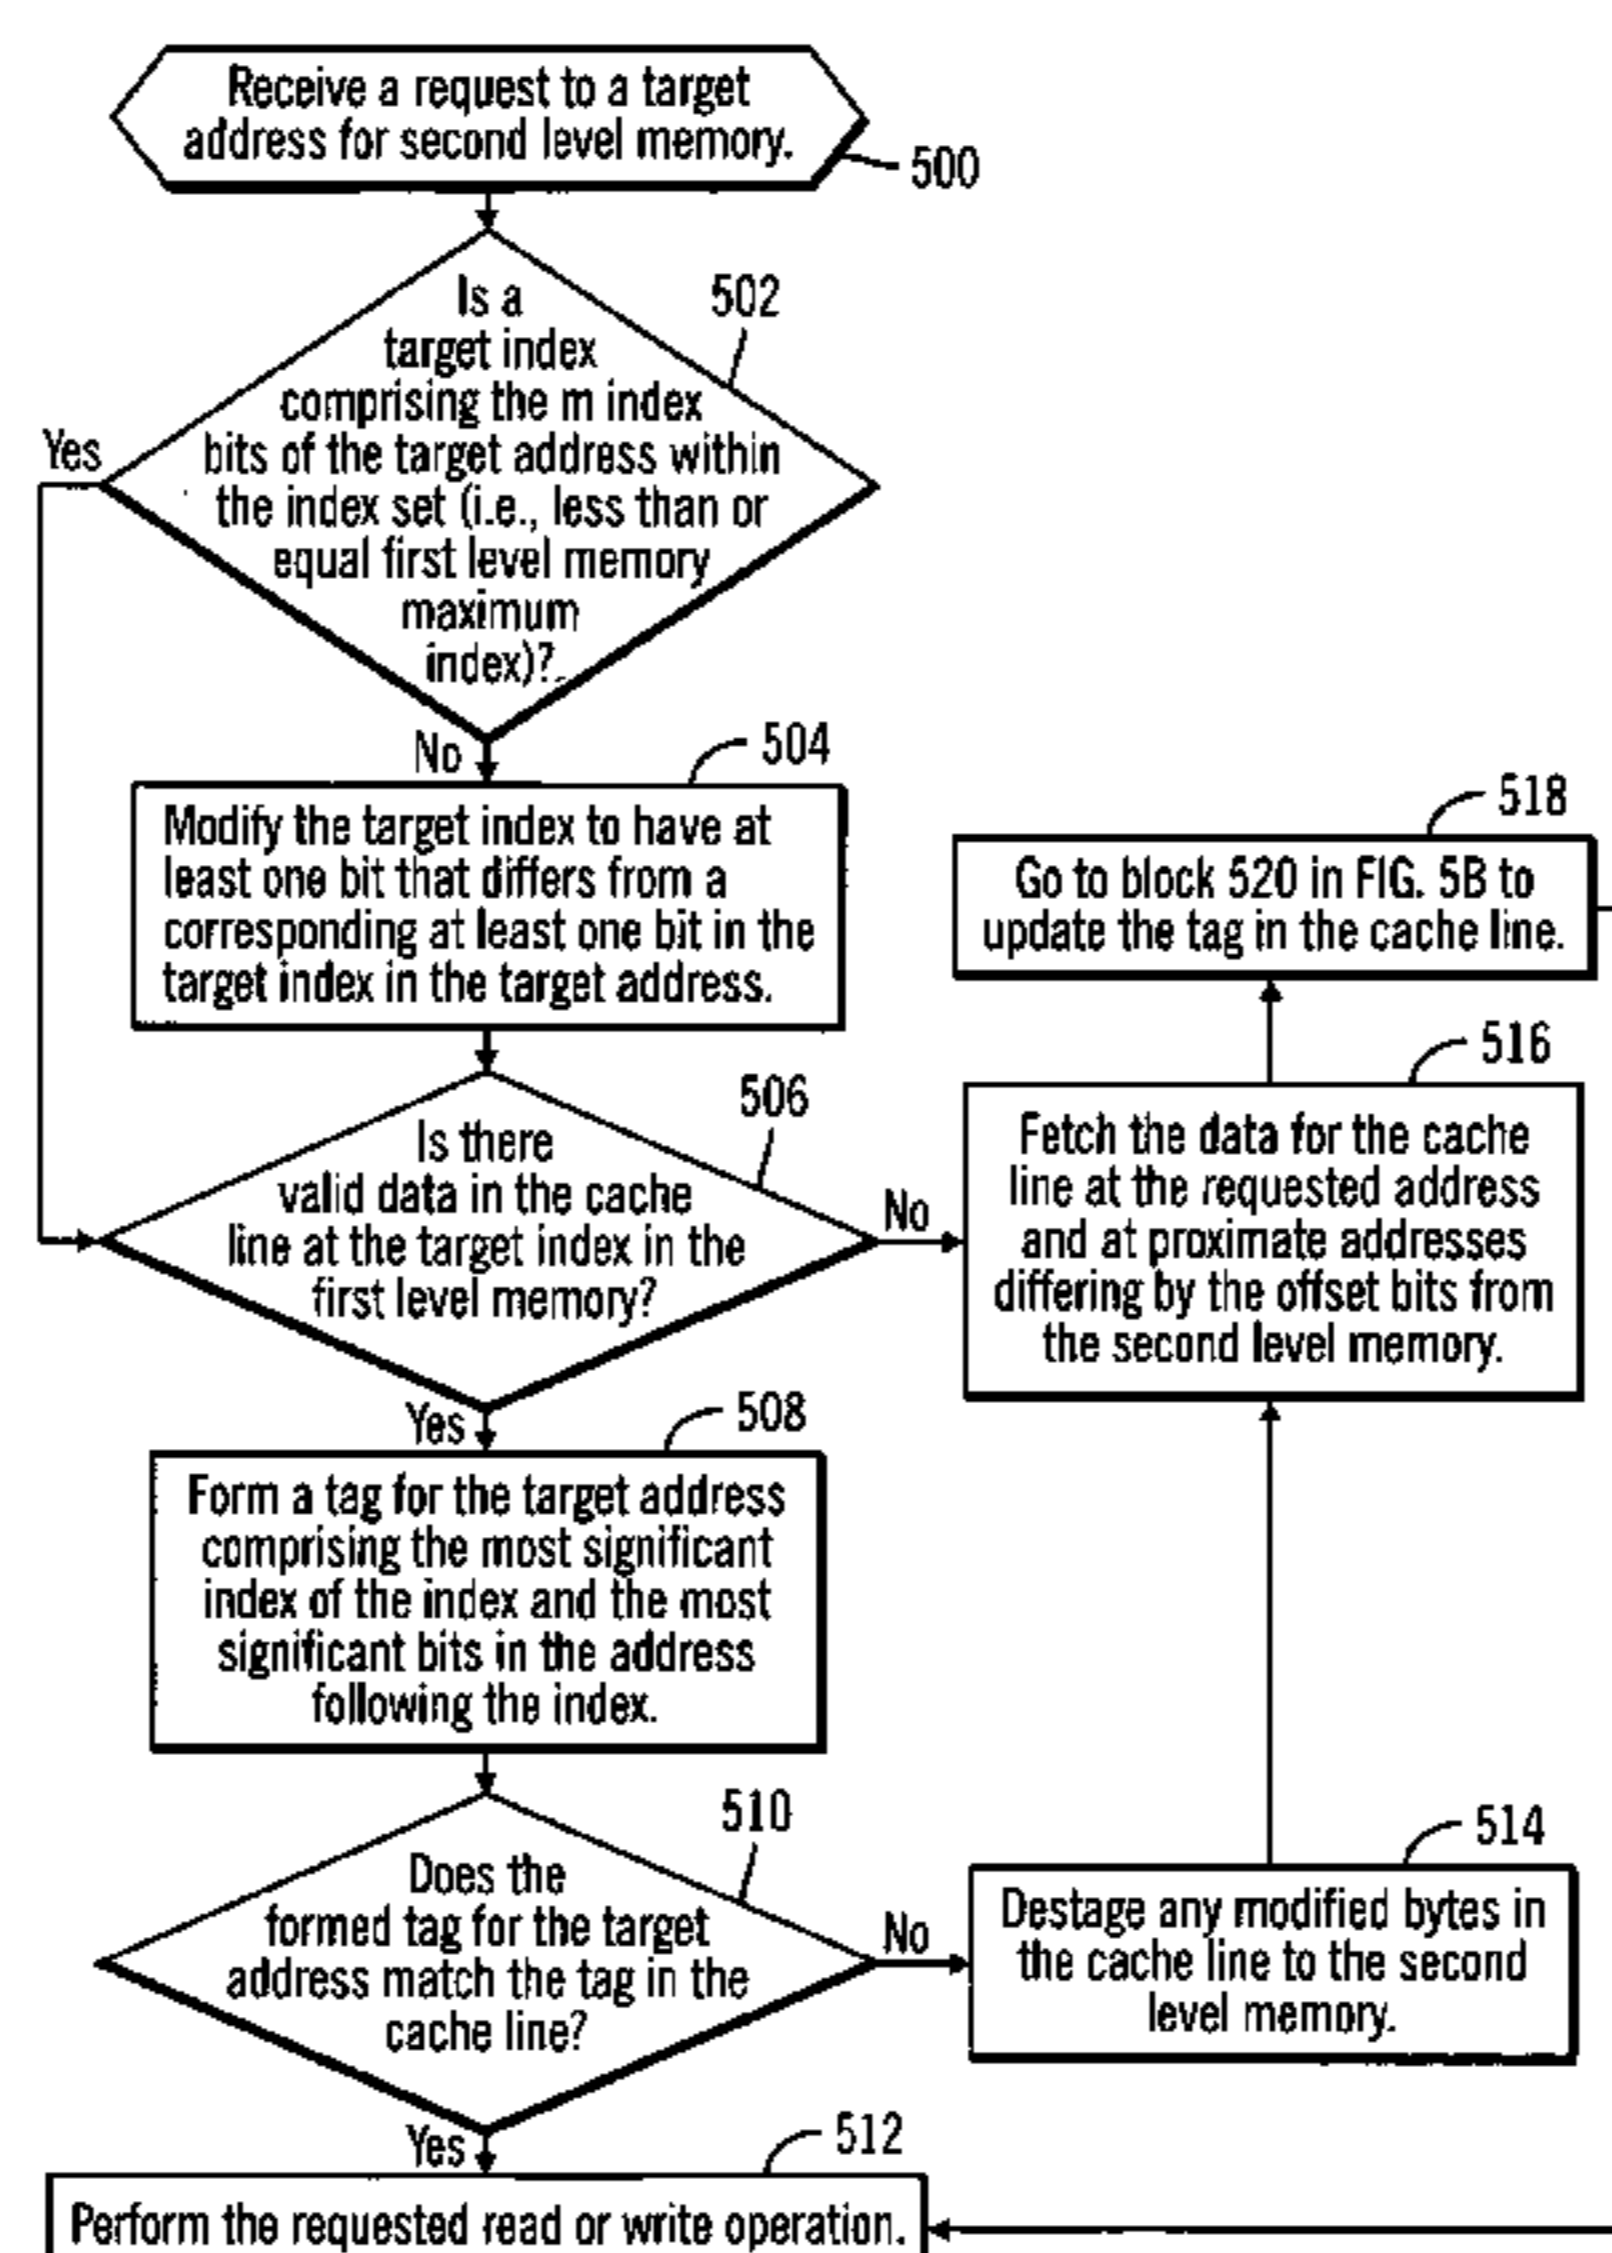 Receive a request to a target
address for second level memory.
500
Is a
target index
comprising the m index
bits of the target address within
the index set (i.e., less than or
equal first level memory
maximum
index)?
502
Yes
No
504
Modify the target index to have at
least one bit that differs from a
corresponding at least one bit in the
target index in the target address.
518
Go to block 520 in FIG. 5B to
update the tag in the cache line.
506
Is there
valid data in the cache
line at the target index in the
first level memory?
No
516
Fetch the data for the cache
line at the requested address
and at proximate addresses
differing by the offset bits from
the second level memory.
Yes
508
Form a tag for the target address
comprising the most significant
index of the index and the most
significant bits in the address
following the index.
510
Does the
formed tag for the target
address match the tag in the
cache line?
No
514
Destage any modified bytes in
the cache line to the second
level memory.
Yes
512
Perform the requested read or write operation.